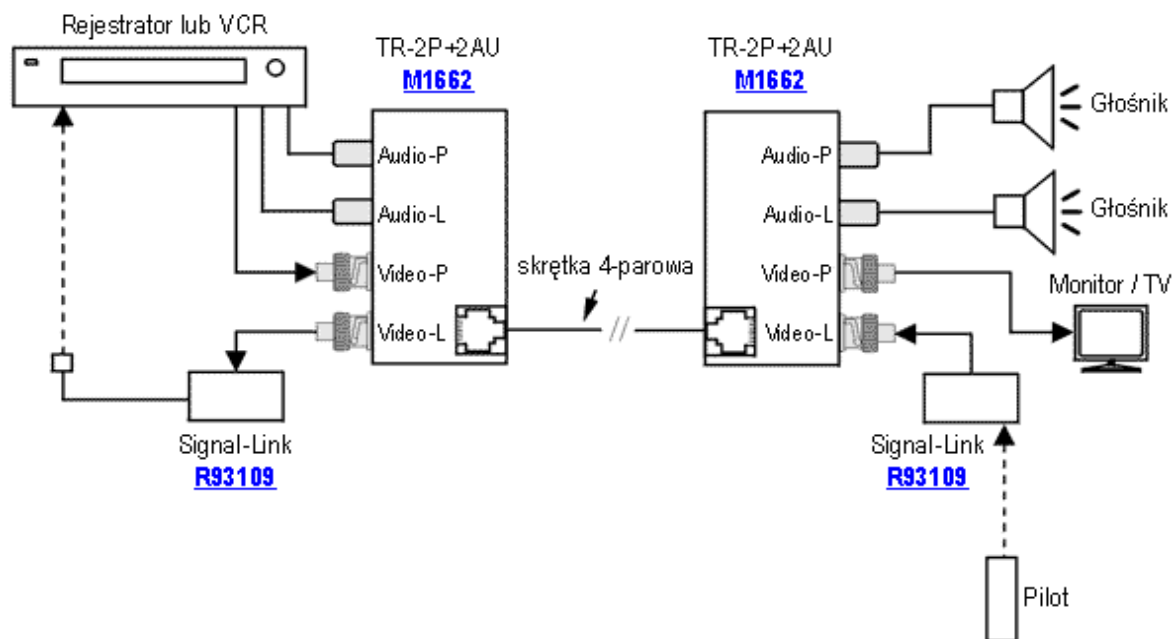 Rejestrator lub VCR
TR-2P+2AU
M1662
Audio-P
Audio-L
Video-P
Video-L
Signal-Link
R93109
skrętka 4-parowa
//
TR-2P+2AU
M1662
Audio-P
Audio-L
Video-P
Video-L
Głośnik
Głośnik
Monitor / TV
Signal-Link
R93109
Pilot